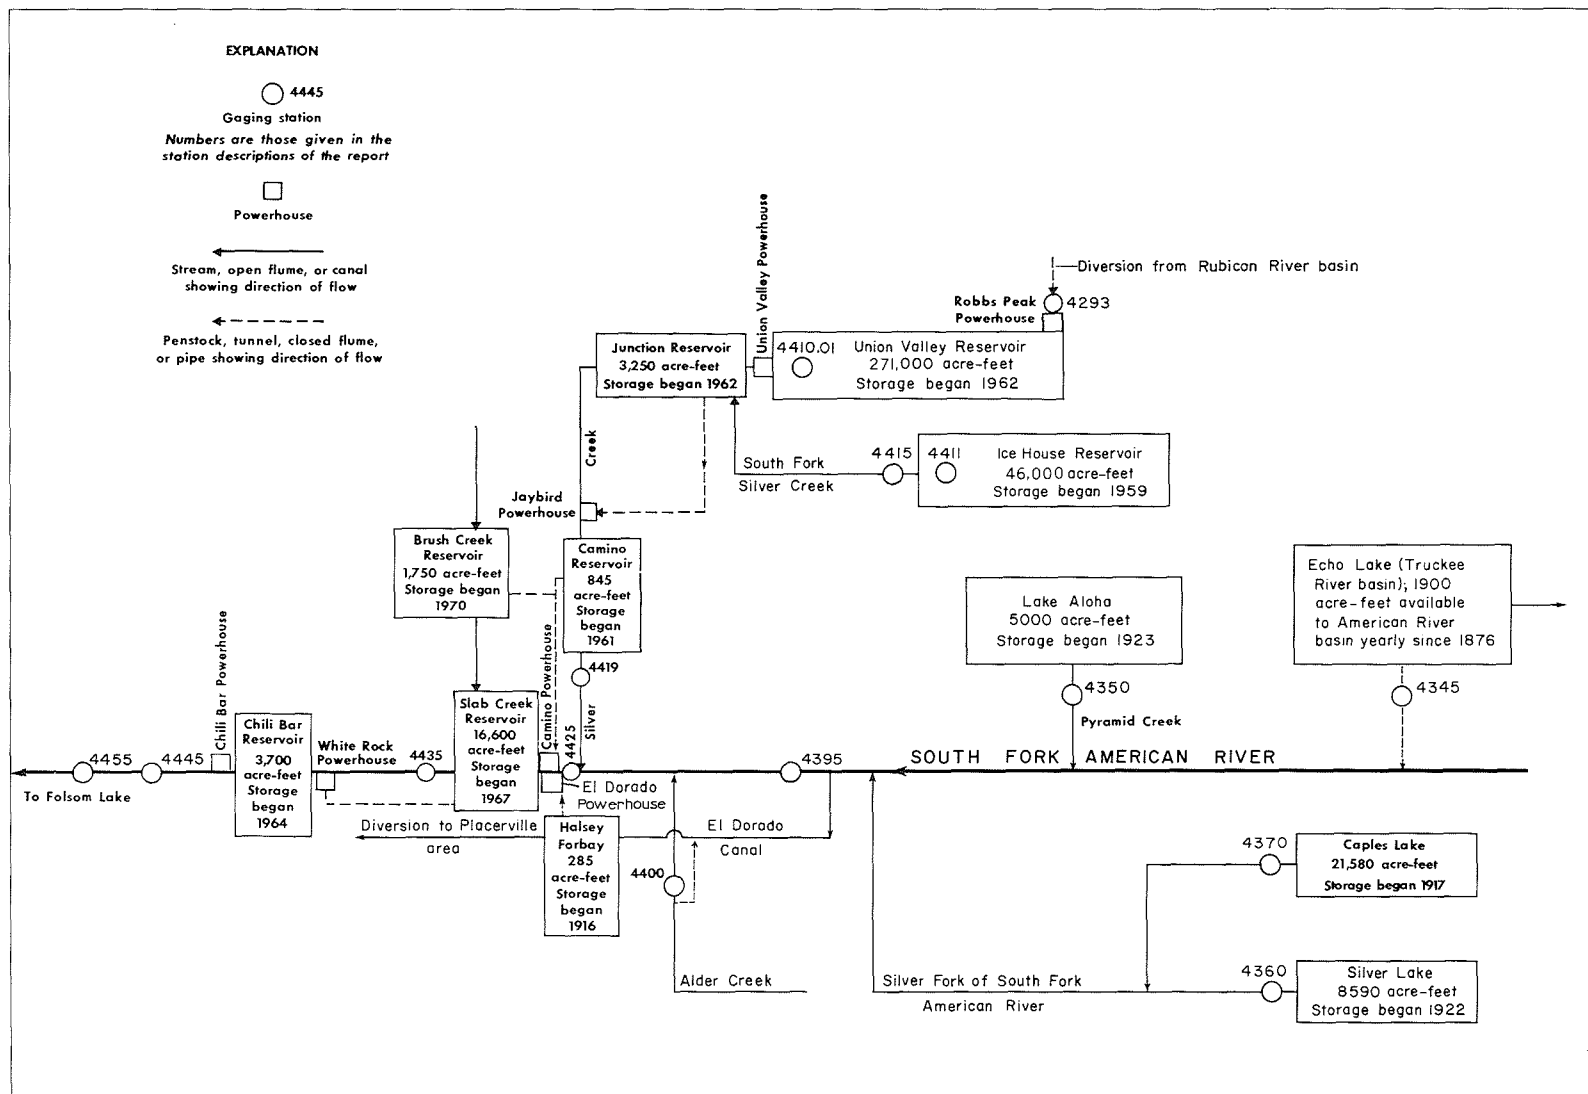 EXPLANATION
4445
Gaging station
Numbers are those given in the
station descriptions of the report
Powerhouse
Stream, open flume, or canal
showing direction of flow
Penstock, tunnel, closed flume,
or pipe showing direction of flow
Diversion from Rubican River basin
Robbs Peak
Powerhouse
4293
Union Valley Powerhouse
4410.01
Union Valley Reservoir
271,000 acre-feet
Storage began 1962
Junction Reservoir
3,250 acre-feet
Storage began 1962
Creek
South Fork
Silver Creek
4415
4411
Ice House Reservoir
46,000 acre-feet
Storage began 1959
Jaybird
Powerhouse
Brush Creek
Reservoir
1,750 acre-feet
Storage began
1970
Camino
Reservoir
845
acre-feet
Storage
began
1961
4419
Silver
Lake Aloha
5000 acre-feet
Storage began 1923
4350
Pyramid Creek
Echo Lake (Truckee
River basin); 1900
acre-feet available
to American River
basin yearly since 1876
4345
SOUTH FORK AMERICAN RIVER
Chili Bar Powerhouse
4455
4445
To Folsom Lake
Chili Bar
Reservoir
3,700
acre-feet
Storage
began
1964
White Rock
Powerhouse
4435
Slab Creek
Reservoir
16,600
acre-feet
Storage
began
1967
Camino Powerhouse
4425
4395
El Dorado
Powerhouse
Diversion to Placerville
area
Halsey
Forbay
285
acre-feet
Storage
began
1916
El Dorado
Canal
4400
Alder Creek
Silver Fork of South Fork
American River
4370
Caples Lake
21,580 acre-feet
Storage began 1917
4360
Silver Lake
8590 acre-feet
Storage began 1922